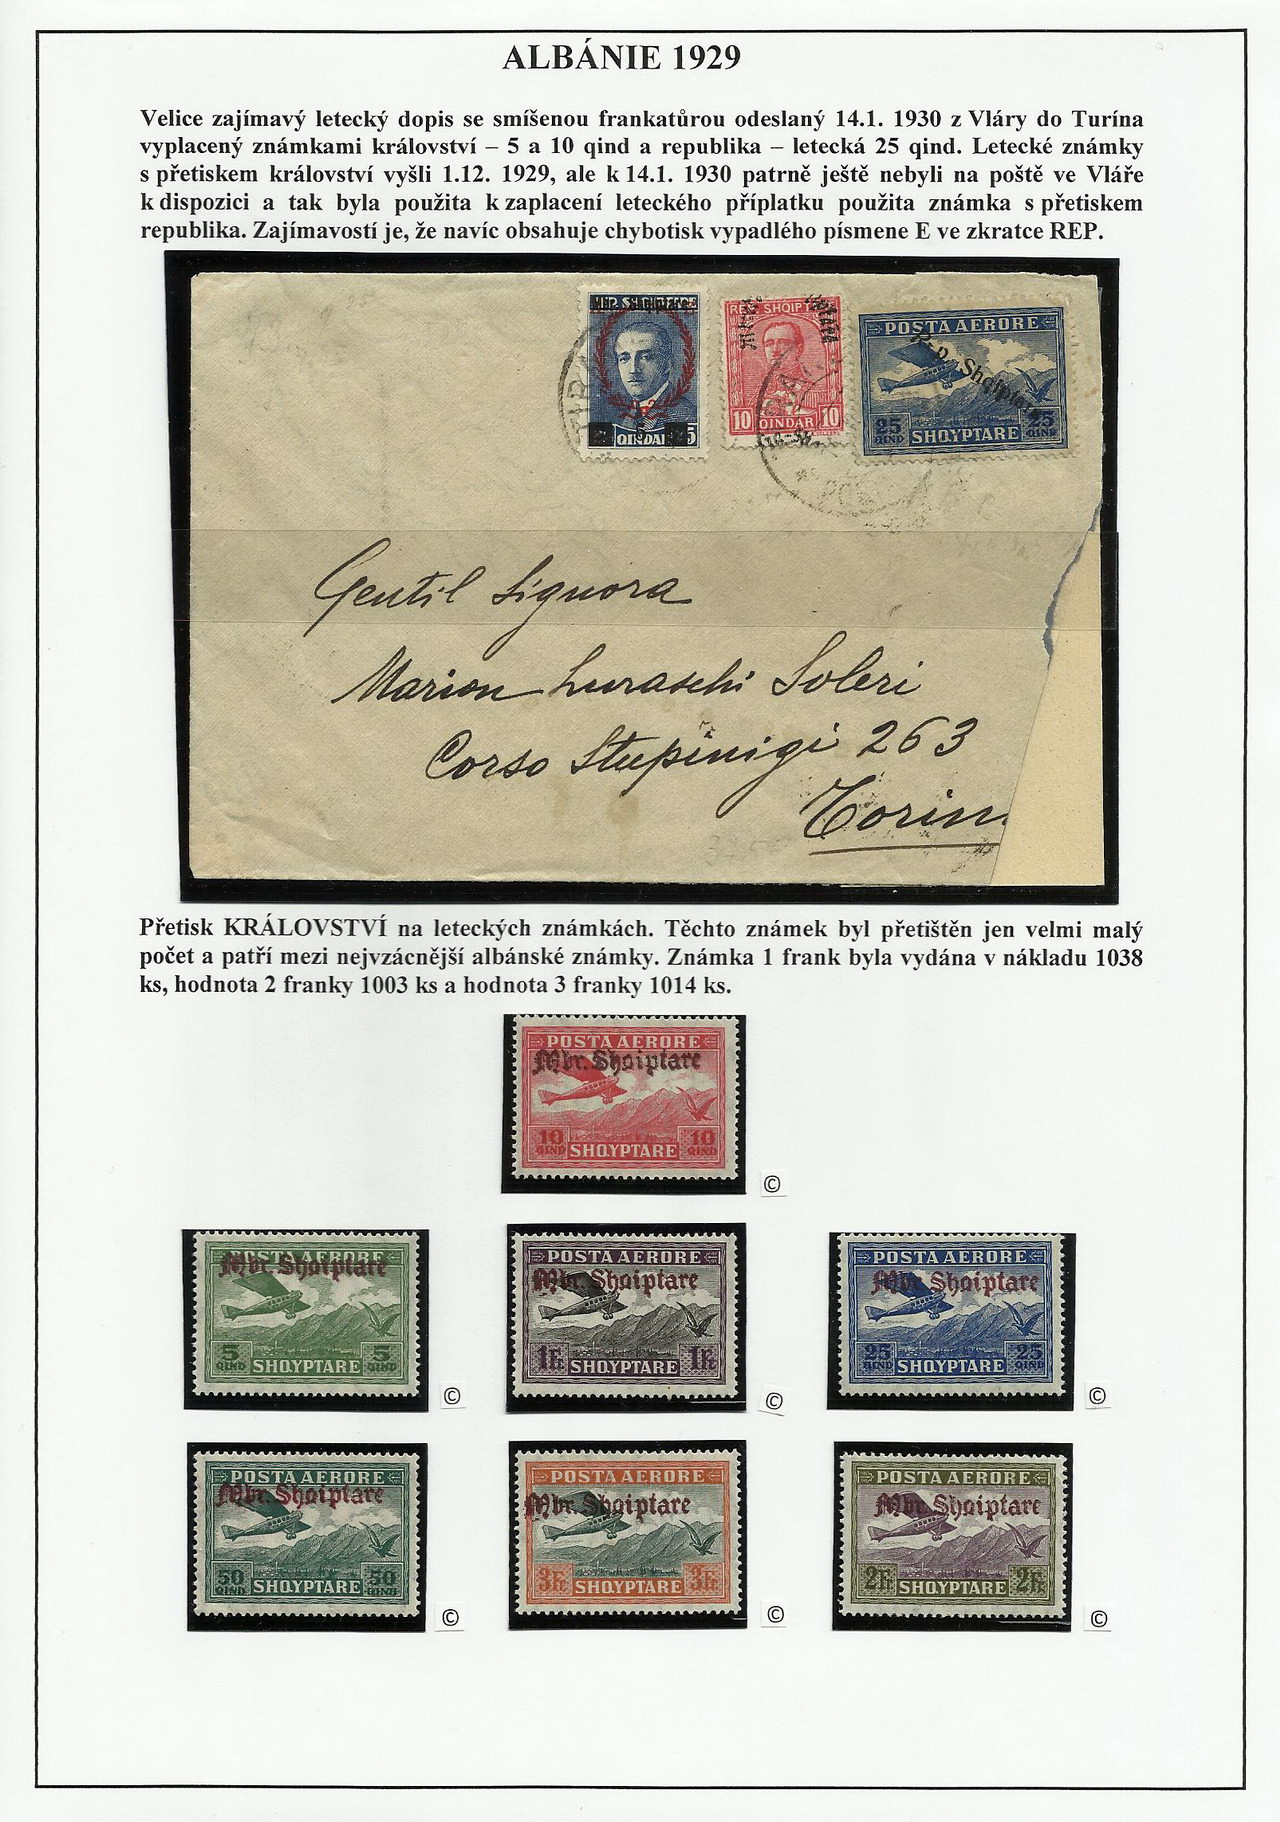 ALBÁNIE 1929
Velice zajímavý letecký dopis se smíšenou frankatůrou odeslaný 14.1. 1930 z Vláry do Turína
vyplacený známkami království – 5 a 10 qind a republika – letecká 25 qind. Letecké známky
s přetiskem království vyšli 1.12. 1929, ale k 14.1. 1930 patrně ještě nebyli na poště ve Vláře
k dispozici a tak byla použita k zaplacení leteckého příplatku použita známka s přetiskem
republika. Zajímavostí je, že navíc obsahuje chybotisk vypadlého písmene E ve zkratce REP.
Mbr. Shqiptare
QINDAR
5
REP. SHQIPT
10 10
QINDAR
POSTA AERORE
R p. Shqiptare
25 QIND 25 QIND
SHQYPTARE
Gentil Signora
Marion Luraschi Soleri
Corso Stupinigi 263
Torin
Přetisk KRÁLOVSTVÍ na leteckých známkách. Těchto známek byl přetištěn jen velmi malý
počet a patří mezi nejvzácnější albánské známky. Známka 1 frank byla vydána v nákladu 1038
ks, hodnota 2 franky 1003 ks a hodnota 3 franky 1014 ks.
POSTA AERORE
Mbr. Shqiptare
10 QIND SHQYPTARE 10 QIND
©
POSTA AERORE
Mbr. Shqiptare
5 QIND SHQYPTARE 5 QIND
©
POSTA AERORE
Mbr. Shqiptare
1Fr SHQYPTARE 1Fr
©
POSTA AERORE
Mbr. Shqiptare
25 QIND SHQYPTARE 25 QIND
©
POSTA AERORE
Mbr. Shqiptare
50 QIND SHQYPTARE 50 QIND
©
POSTA AERORE
Mbr. Shqiptare
3Fr SHQYPTARE 3Fr
©
POSTA AERORE
Mbr. Shqiptare
2Fr SHQYPTARE 2Fr
©